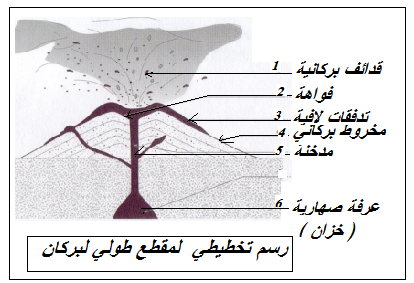 1 قدائف بركانية
2 فواهة
3 تدفقات لافية
4 مخروط بركاني
5 مدخنة
6 عرفة صهارية
( خزان )
رسم تخطيطي لمقطع طولي لبركان